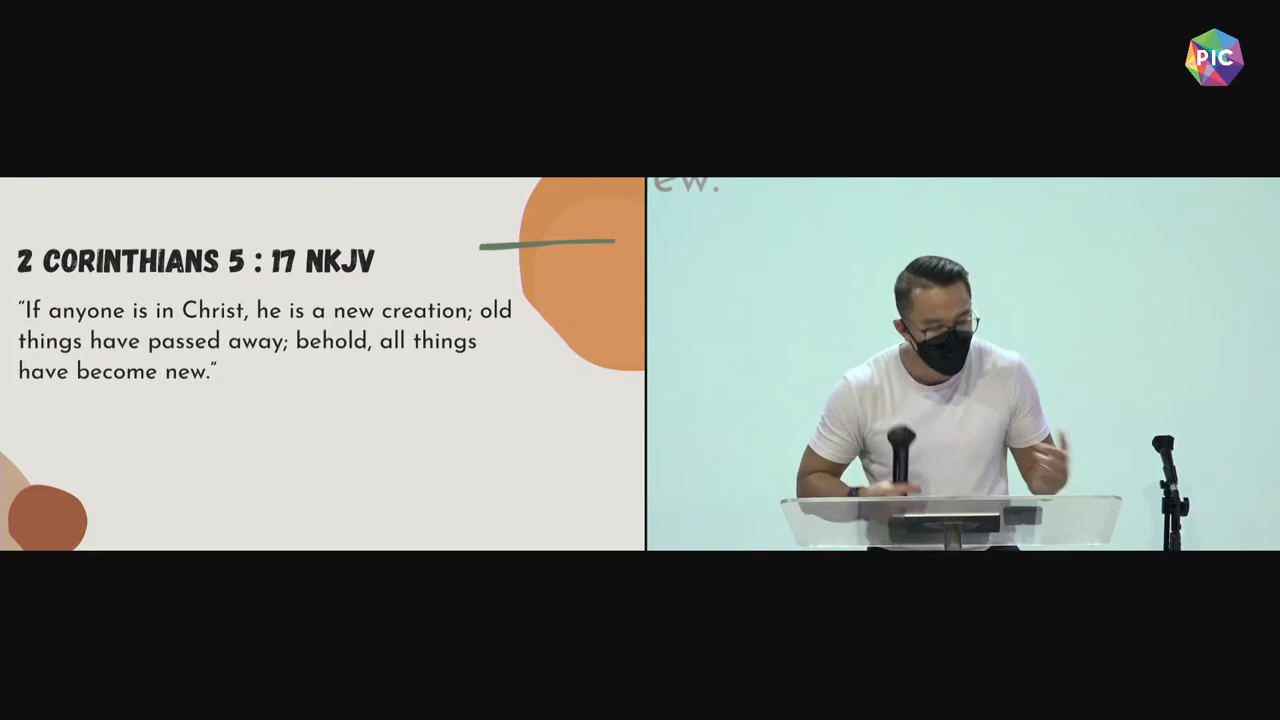 PIC
2 CORINTHIANS 5 : 17 NKJV
“If anyone is in Christ, he is a new creation; old
things have passed away; behold, all things
have become new.”
ew.